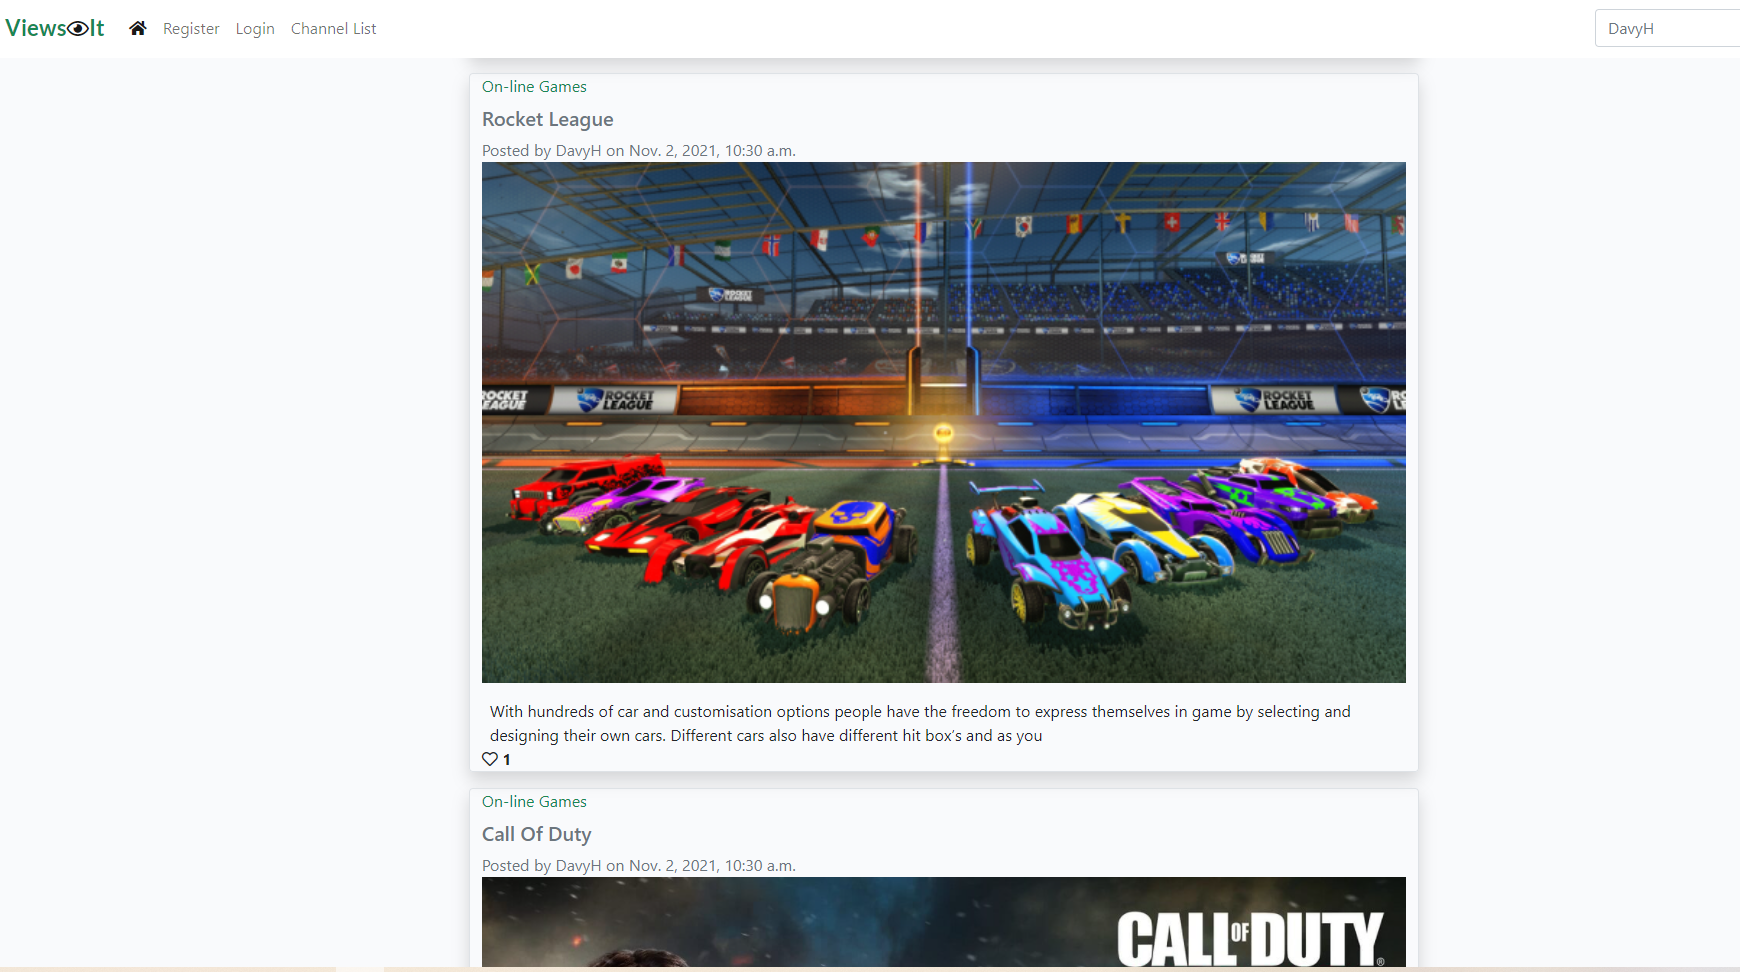 Views It Register Login Channel List DavyH
On-line Games
Rocket League
Posted by DavyH on Nov. 2, 2021, 10:30 a.m.
ROCKET LEAGUE
ROCKET LEAGUE
ROCKET LEAGUE ROCKET LEAGUE
With hundreds of car and customisation options people have the freedom to express themselves in game by selecting and
designing their own cars. Different cars also have different hit box's and as you
1
On-line Games
Call Of Duty
Posted by DavyH on Nov. 2, 2021, 10:30 a.m.
CALL OF DUTY®